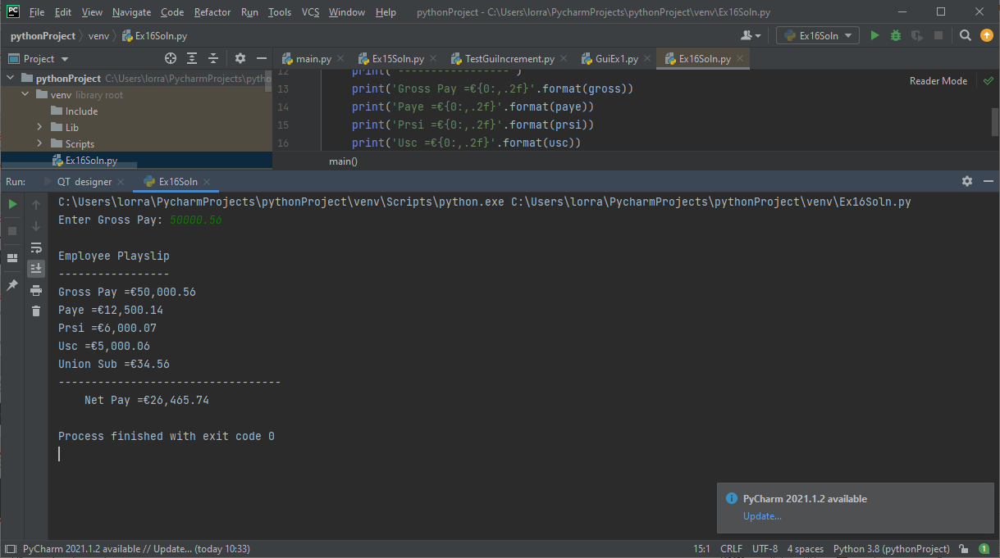 PC File Edit View Navigate Code Refactor Run Tools VCS Window Help pythonProject - C:\Users\lorra\PycharmProjects\pythonProject\venv\Ex16Soln.py
pythonProject venv Ex16Soln.py Ex16Soln
Project main.py Ex15Soln.py TestGuiIncrement.py GuiEx1.py Ex16Soln.py
pythonProject C:\Users\lorra\PycharmProjects\pytho
venv library root
Include
Lib
Scripts
Ex16Soln.py
12 print('-----------------')
13 print('Gross Pay =€{0:,.2f}'.format(gross))
14 print('Paye =€{0:,.2f}'.format(paye))
15 print('Prsi =€{0:,.2f}'.format(prsi))
16 print('Usc =€{0:,.2f}'.format(usc))
Reader Mode
main()
Run: QT designer Ex16Soln
C:\Users\lorra\PycharmProjects\pythonProject\venv\Scripts\python.exe C:\Users\lorra\PycharmProjects\pythonProject\venv\Ex16Soln.py
Enter Gross Pay: 50000.56
Employee Playslip
-----------------
Gross Pay =€50,000.56
Paye =€12,500.14
Prsi =€6,000.07
Usc =€5,000.06
Union Sub =€34.56
----------------------------------
Net Pay =€26,465.74
Process finished with exit code 0
PyCharm 2021.1.2 available
Update...
PyCharm 2021.1.2 available // Update... (today 10:33) 15:1 CRLF UTF-8 4 spaces Python 3.8 (pythonProject) 1